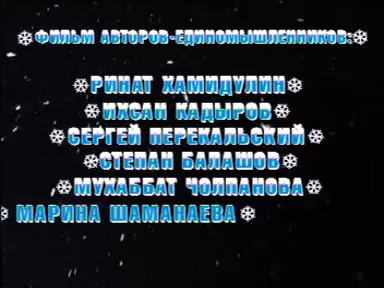 ❄ФИЛЬМ АВТОРОВ-ЕДИНОМЫШЛЕННИКОВ:❄
❄РИНАТ ХАМИДУЛИН❄
❄ИХСАН КАДЫРОВ❄
❄СЕРГЕЙ ПЕРЕКАЛЬСКИЙ❄
❄СТЕПАН БАЛАШОВ❄
❄МУХАББАТ ЧОЛПАНОВА❄
❄МАРИНА ШАМАНАЕВА❄